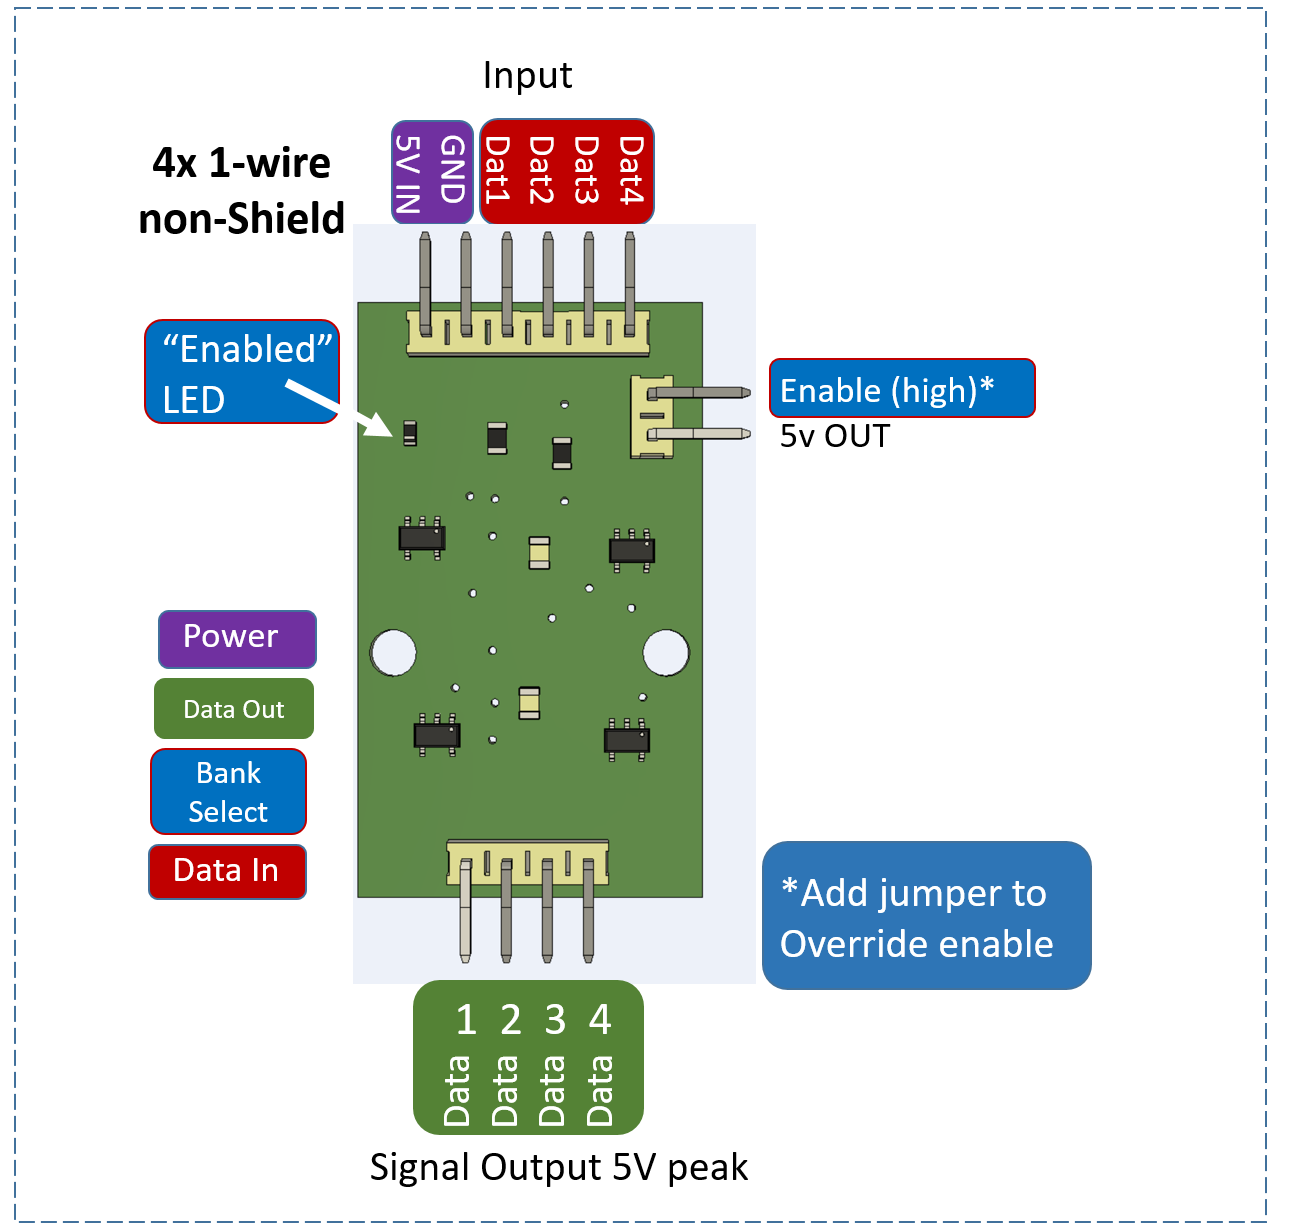 Input
4x 1-wire
non-Shield
5V IN
GND
Dat1
Dat2
Dat3
Dat4
“Enabled”
LED
Enable (high)*
5v OUT
Power
Data Out
Bank
Select
Data In
*Add jumper to
Override enable
1 2 3 4
Data Data Data Data
Signal Output 5V peak